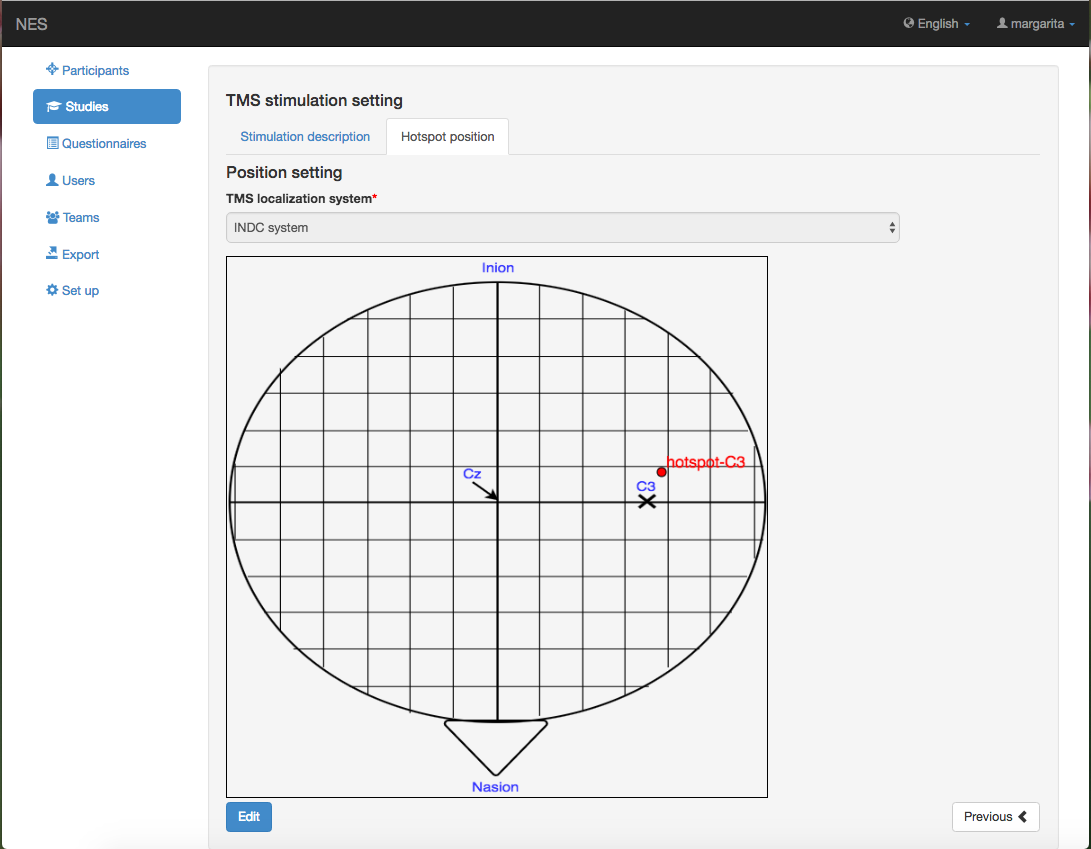 NES
English
margarita
Participants
Studies
Questionnaires
Users
Teams
Export
Set up
TMS stimulation setting
Stimulation description
Hotspot position
Position setting
TMS localization system*
INDC system
Inion
hotspot-C3
Cz
C3
Nasion
Edit
Previous